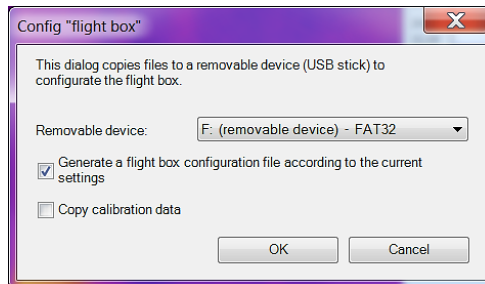 Config "flight box"
This dialog copies files to a removable device (USB stick) to
configurate the flight box.
Removable device:
F: (removable device) - FAT32
Generate a flight box configuration file according to the current
settings
Copy calibration data
OK
Cancel